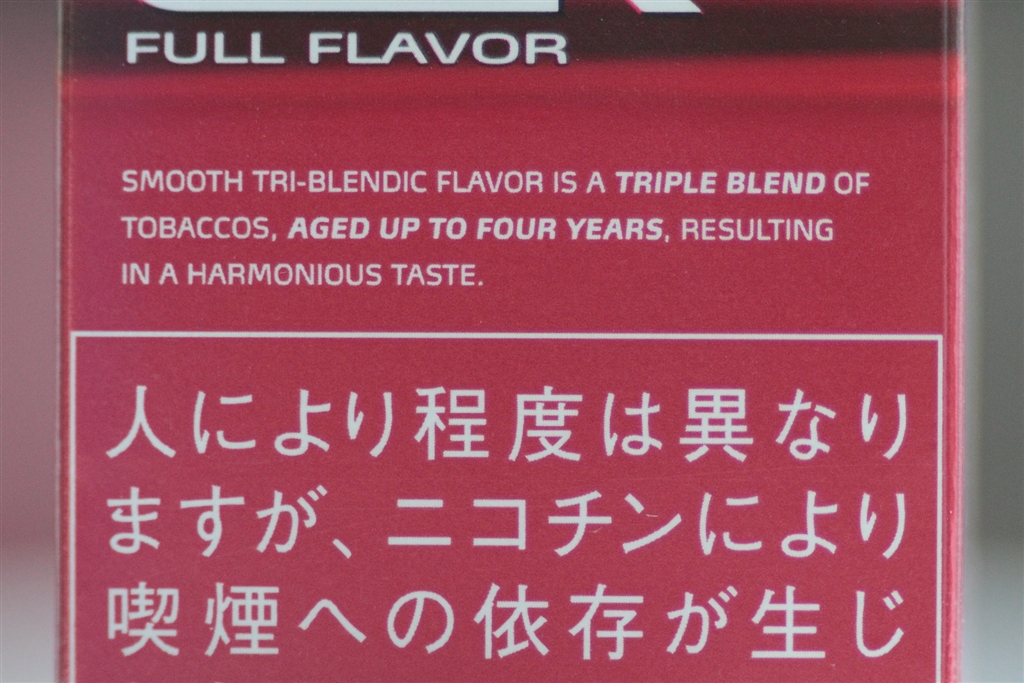 FULL FLAVOR
SMOOTH TRI-BLENDIC FLAVOR IS A TRIPLE BLEND OF
TOBACCOS, AGED UP TO FOUR YEARS, RESULTING
IN A HARMONIOUS TASTE.
人により程度は異なり
ますが、ニコチンにより
喫煙への依存が生じ